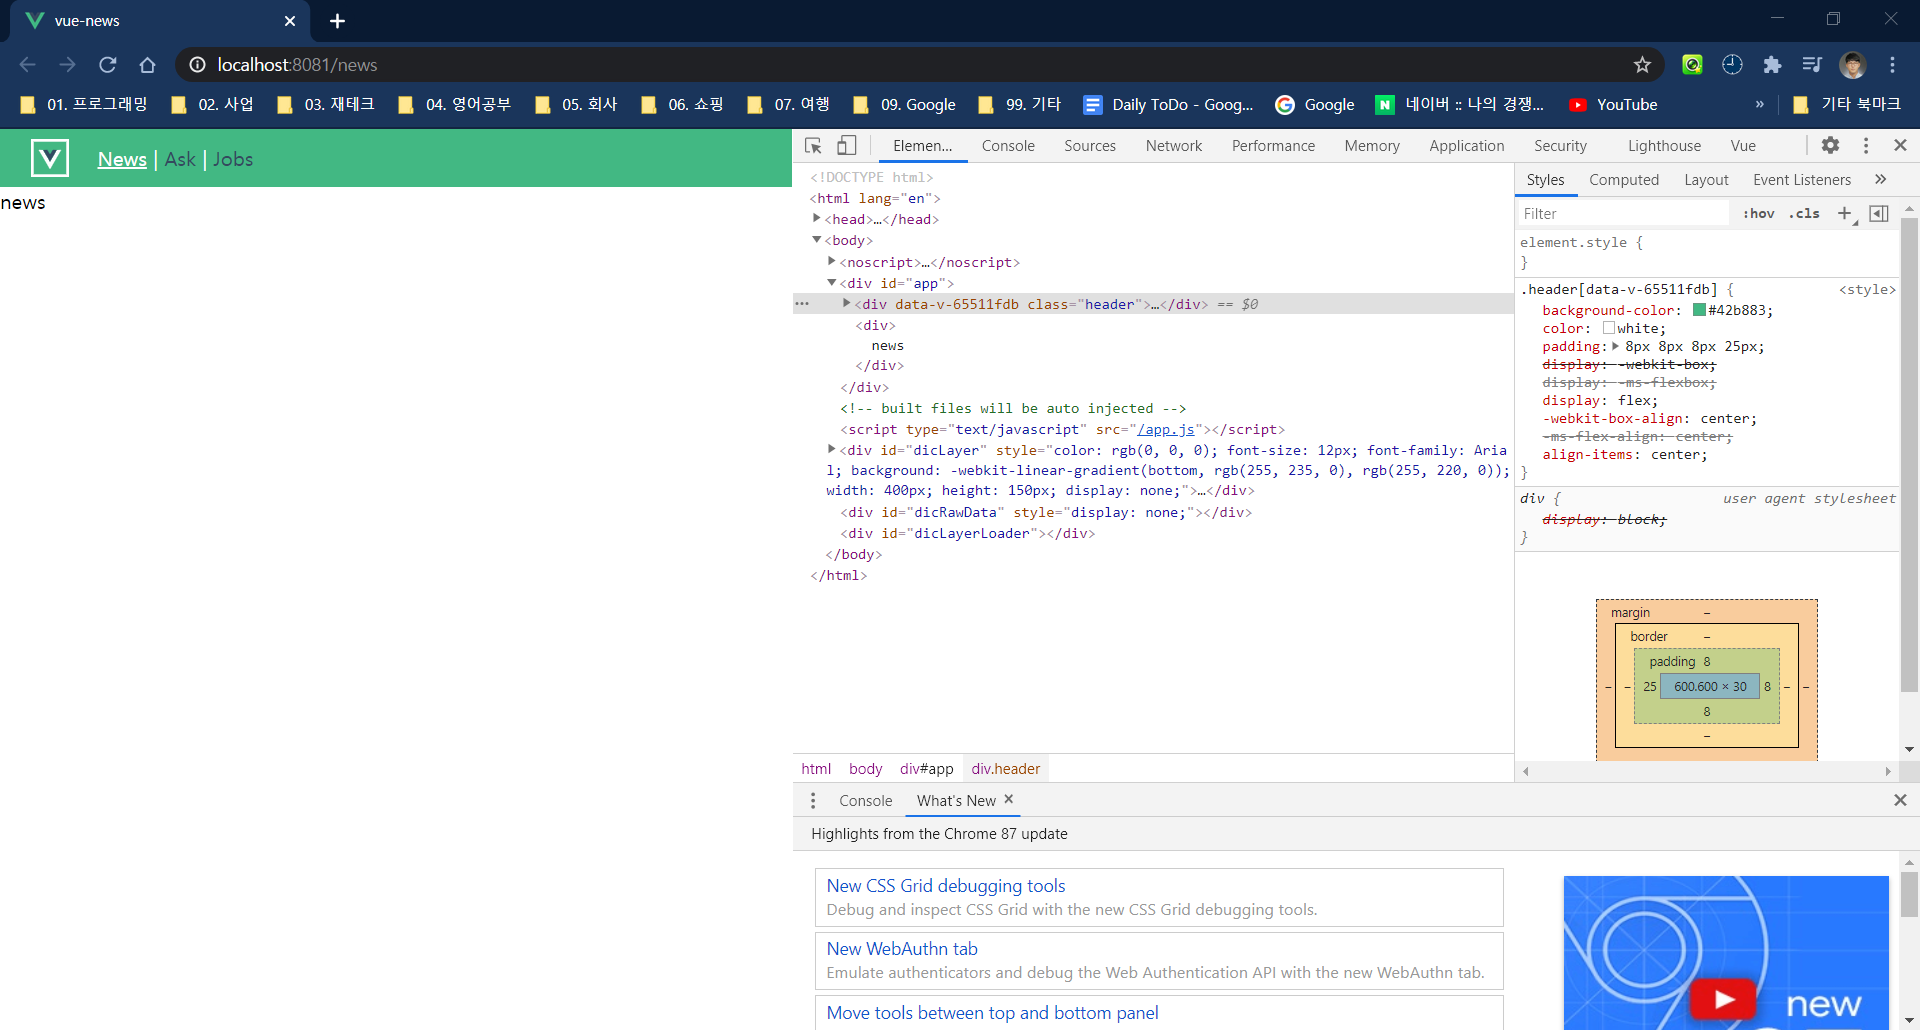 vue-news
localhost:8081/news
01. 프로그래밍 02. 사업 03. 재테크 04. 영어공부 05. 회사 06. 쇼핑 07. 여행 09. Google 99. 기타 Daily ToDo - Goog... Google 네이버 :: 나의 경쟁... YouTube » 기타 북마크
News | Ask | Jobs
news
Elemen... Console Sources Network Performance Memory Application Security Lighthouse Vue
<!DOCTYPE html>
<html lang="en">
<head>…</head>
<body>
<noscript>…</noscript>
<div id="app">
<div data-v-65511fdb class="header">…</div> == $0
<div>
news
</div>
</div>
<!-- built files will be auto injected -->
<script type="text/javascript" src="/app.js"></script>
<div id="dicLayer" style="color: rgb(0, 0, 0); font-size: 12px; font-family: Aria
l; background: -webkit-linear-gradient(bottom, rgb(255, 235, 0), rgb(255, 220, 0));
width: 400px; height: 150px; display: none;">…</div>
<div id="dicRawData" style="display: none;"></div>
<div id="dicLayerLoader"></div>
</body>
</html>
html body div#app div.header
Styles Computed Layout Event Listeners »
Filter :hov .cls +
element.style {
}
.header[data-v-65511fdb] { <style>
background-color: #42b883;
color: white;
padding: 8px 8px 8px 25px;
display: -webkit-box;
display: -ms-flexbox;
display: flex;
-webkit-box-align: center;
-ms-flex-align: center;
align-items: center;
}
div { user agent stylesheet
display: block;
}
margin –
border –
padding 8
– – 25 600.600 × 30 8 – –
8
–
Console What's New
Highlights from the Chrome 87 update
New CSS Grid debugging tools
Debug and inspect CSS Grid with the new CSS Grid debugging tools.
New WebAuthn tab
Emulate authenticators and debug the Web Authentication API with the new WebAuthn tab.
Move tools between top and bottom panel
new